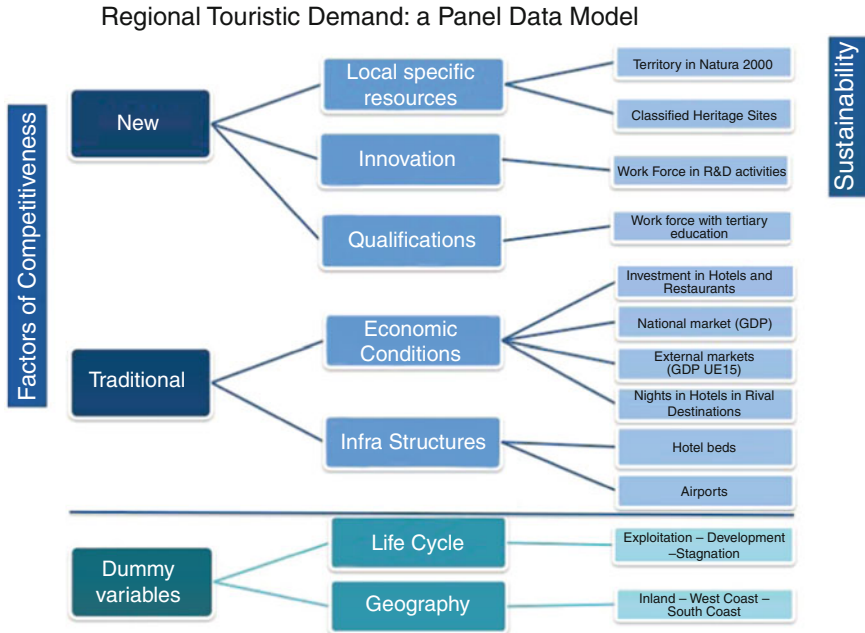 Regional Touristic Demand: a Panel Data Model
Factors of Competitiveness
Sustainability
New
Local specific
resources
Territory in Natura 2000
Classified Heritage Sites
Innovation
Work Force in R&D activities
Qualifications
Work force with tertiary
education
Traditional
Economic
Conditions
Investment in Hotels and
Restaurants
National market (GDP)
External markets
(GDP UE15)
Nights in Hotels in Rival
Destinations
Infra Structures
Hotel beds
Airports
Dummy
variables
Life Cycle
Exploitation – Development
–Stagnation
Geography
Inland – West Coast –
South Coast